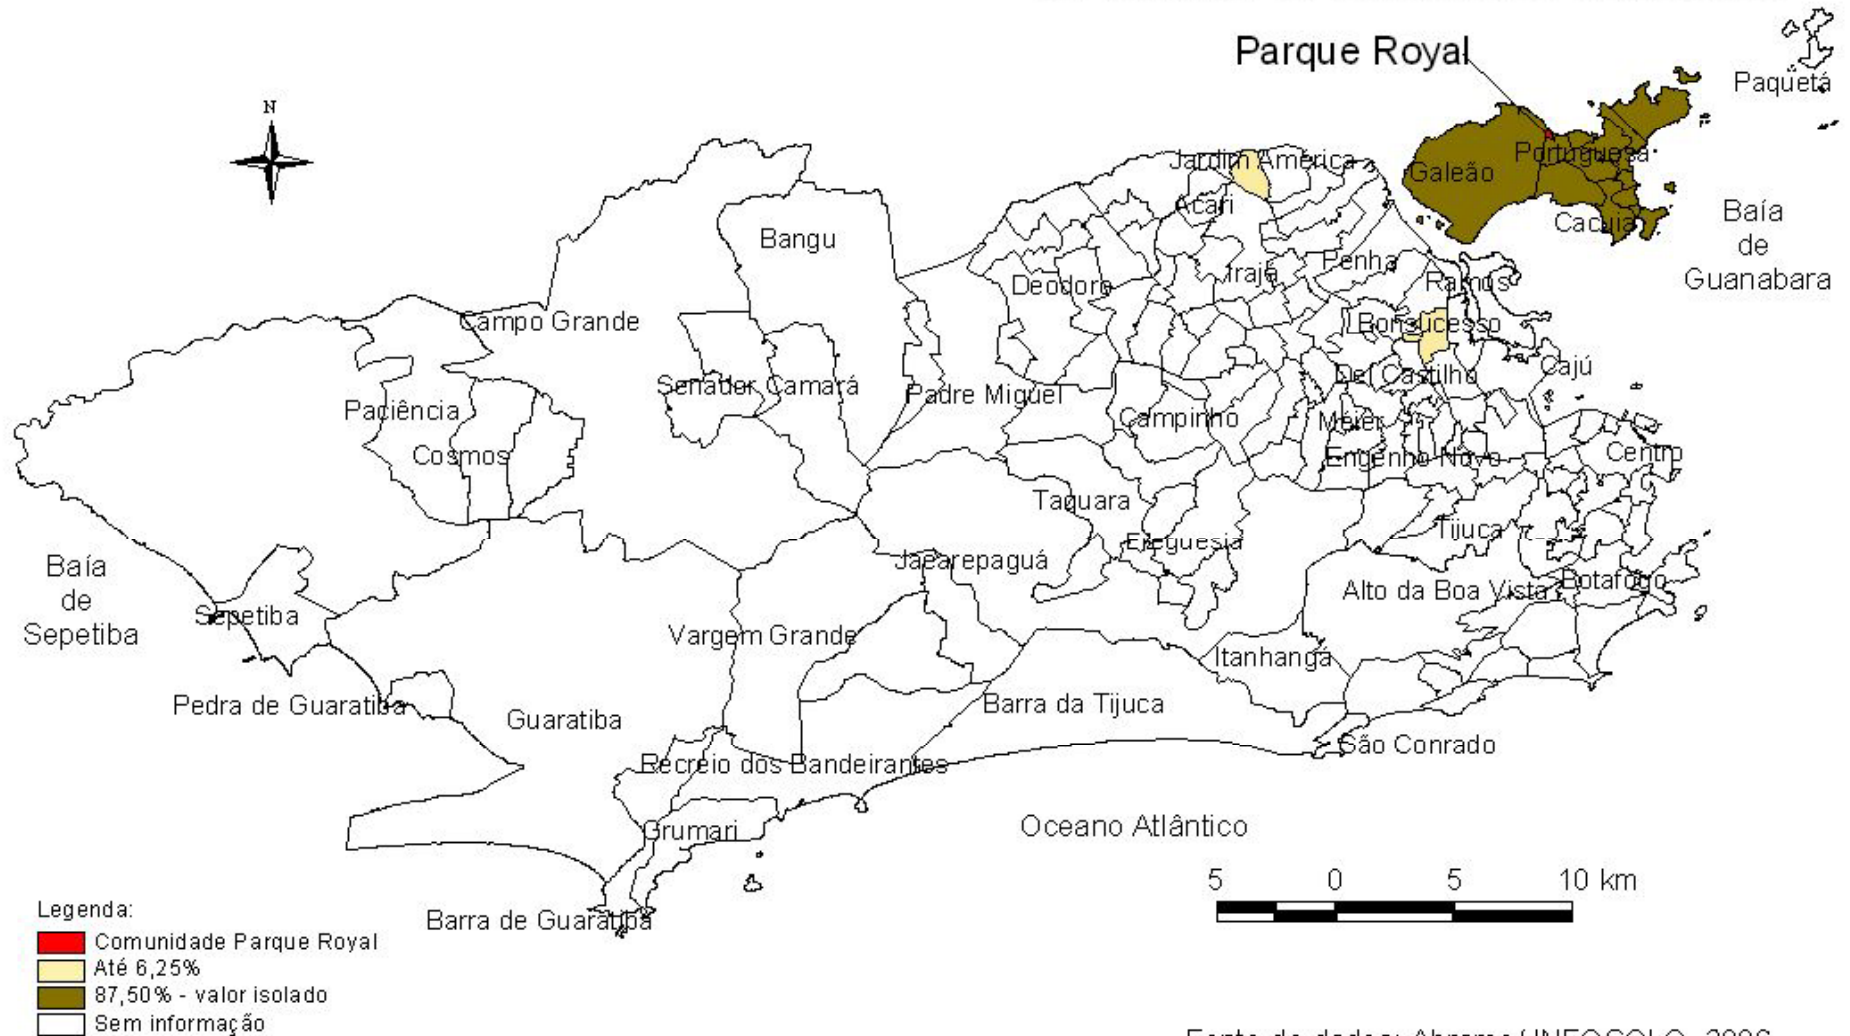 Parque Royal
Paquetá
N
Jardim América
Portuguesa
Galeão
Acari
Cacuia
Baía
de
Guanabara
Bangu
Penha
Irajá
Deodoro
Ramos
Campo Grande
Bonsucesso
Cajú
Del Castilho
Senador Camará
Padre Miguel
Paciência
Campinho
Méier
Cosmos
Engenho Novo
Centro
Taquara
Tijuca
Freguesia
Jacarepaguá
Baía
de
Sepetiba
Botafogo
Alto da Boa Vista
Sepetiba
Vargem Grande
Itanhangá
Pedra de Guaratiba
Guaratiba
Barra da Tijuca
São Conrado
Recreio dos Bandeirantes
Grumari
Oceano Atlântico
5 0 5 10 km
Barra de Guaratiba
Legenda:
Comunidade Parque Royal
Até 6,25%
87,50% - valor isolado
Sem informação
Fonte de dados: